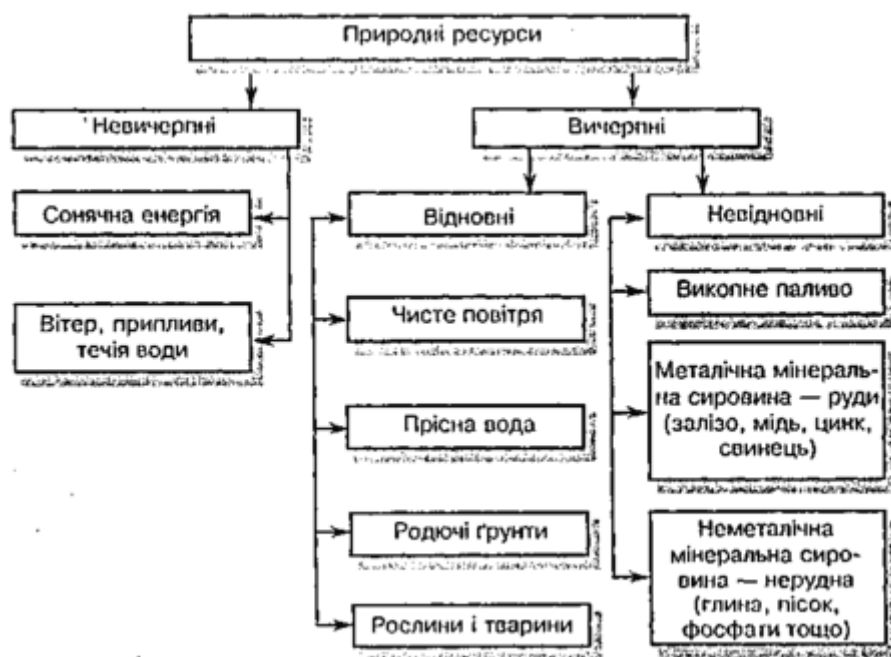 Природні ресурси
Невичерпні
Вичерпні
Сонячна енергія
Вітер, припливи,
течія води
Відновні
Чисте повітря
Прісна вода
Родючі ґрунти
Рослини і тварини
Невідновні
Викопне паливо
Металічна мінераль-
на сировина — руди
(залізо, мідь, цинк,
свинець)
Неметалічна
мінеральна сиро-
вина — нерудна
(глина, пісок,
фосфати тощо)